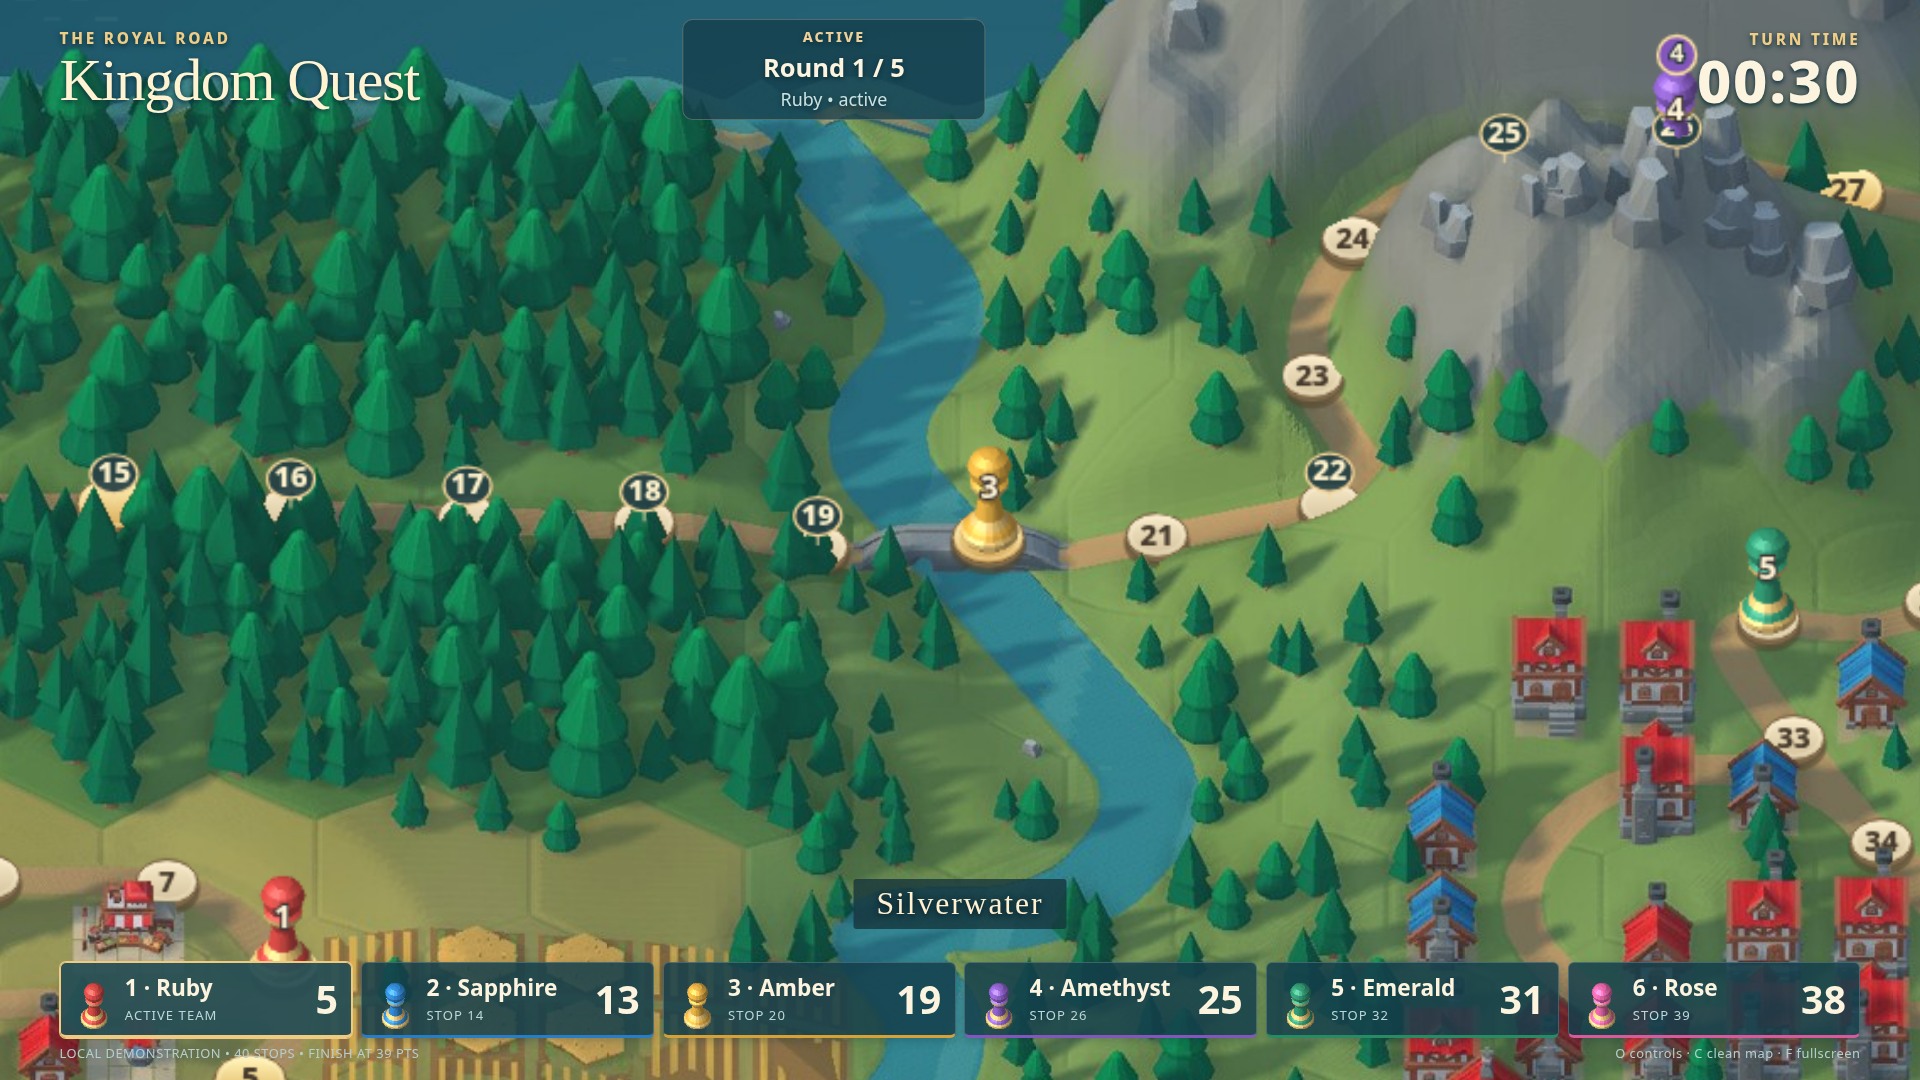 THE ROYAL ROAD
Kingdom Quest
ACTIVE
Round 1 / 5
Ruby • active
TURN TIME
00:30
4
4
25
27
24
23
15
16
17
18
19
3
22
21
5
33
34
7
1
Silverwater
1 · Ruby
ACTIVE TEAM
5
2 · Sapphire
STOP 14
13
3 · Amber
STOP 20
19
4 · Amethyst
STOP 26
25
5 · Emerald
STOP 32
31
6 · Rose
STOP 39
38
LOCAL DEMONSTRATION • 40 STOPS • FINISH AT 39 PTS
O controls · C clean map · F fullscreen
5